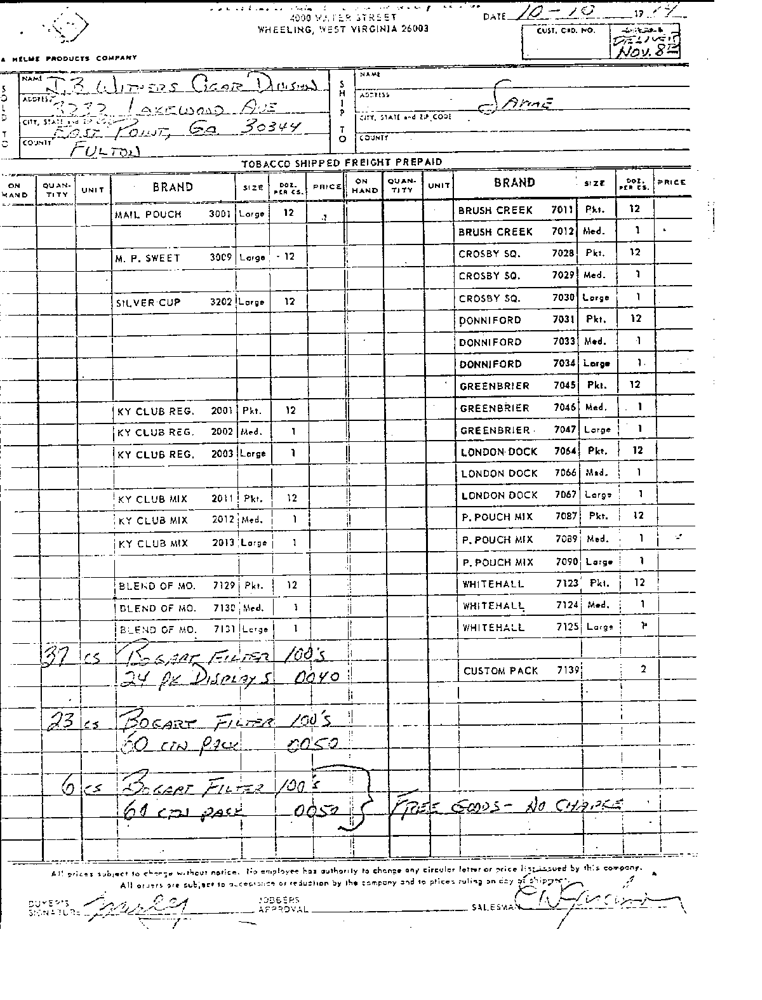 4000 WATER STREET
WHEELING, WEST VIRGINIA 26003
DATE 10-10 19
CUST. ORD. NO.
DELIVER
NOV. 8TH
A HELME PRODUCTS COMPANY
SOLD TO
NAME J.B. WITHERS CIGAR DIVISION
ADDRESS 3232 LAKEWOOD AVE
CITY, STATE and ZIP CODE EAST POINT, GA 30344
COUNTY FULTON
SHIP TO
NAME
ADDRESS SAME
CITY, STATE and ZIP CODE
COUNTY
TOBACCO SHIPPED FREIGHT PREPAID
ON HAND QUAN-TITY UNIT BRAND SIZE DOZ. PER CS. PRICE ON HAND QUAN-TITY UNIT BRAND SIZE DOZ. PER CS. PRICE
MAIL POUCH 3001 Large 12 BRUSH CREEK 7011 Pkt. 12
BRUSH CREEK 7012 Med. 1
M. P. SWEET 3009 Large 12 CROSBY SQ. 7028 Pkt. 12
CROSBY SQ. 7029 Med. 1
SILVER CUP 3202 Large 12 CROSBY SQ. 7030 Large 1
DONNIFORD 7031 Pkt. 12
DONNIFORD 7033 Med. 1
DONNIFORD 7034 Large 1
GREENBRIER 7045 Pkt. 12
KY CLUB REG. 2001 Pkt. 12 GREENBRIER 7046 Med. 1
KY CLUB REG. 2002 Med. 1 GREENBRIER 7047 Large 1
KY CLUB REG. 2003 Large 1 LONDON DOCK 7064 Pkt. 12
LONDON DOCK 7066 Med. 1
KY CLUB MIX 2011 Pkt. 12 LONDON DOCK 7067 Large 1
KY CLUB MIX 2012 Med. 1 P. POUCH MIX 7087 Pkt. 12
KY CLUB MIX 2013 Large 1 P. POUCH MIX 7089 Med. 1
P. POUCH MIX 7090 Large 1
BLEND OF MO. 7129 Pkt. 12 WHITEHALL 7123 Pkt. 12
BLEND OF MO. 7130 Med. 1 WHITEHALL 7124 Med. 1
BLEND OF MO. 7131 Large 1 WHITEHALL 7125 Large 1
37 CS BOGART FILTER 100'S
24 PK DISPLAYS 0040 CUSTOM PACK 7139 2
23 CS BOGART FILTER 100'S
60 CTN PACK 0050
6 CS BOGART FILTER 100'S
60 CTN PACK 0050 FREE GOODS - NO CHARGE
All prices subject to change without notice. No employee has authority to change any circular letter or price list issued by this company.
All orders are subject to acceptance or reduction by the company and to prices ruling on day of shipment.
BUYER'S SIGNATURE
JOBBERS APPROVAL
SALESMAN